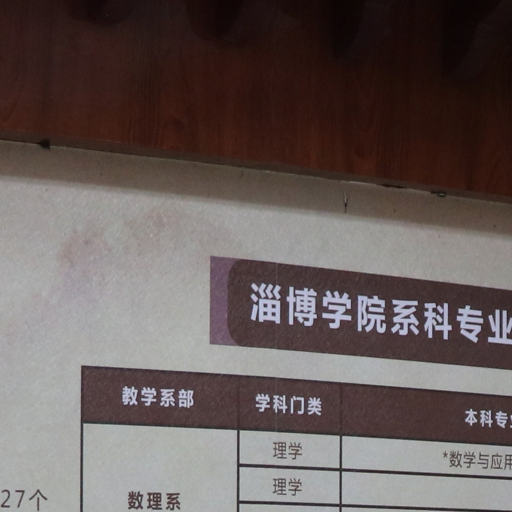 淄博学院系科专业
教学系部 学科门类 本科专
理学 *数学与应用
数理系 理学
27个